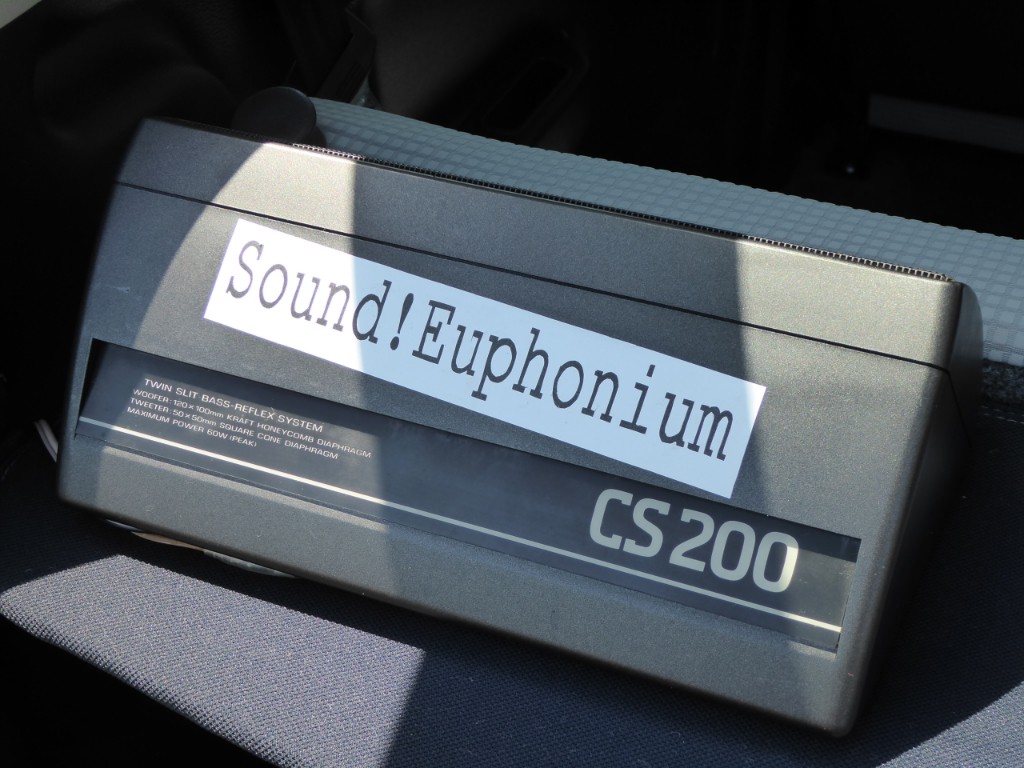 Sound!Euphonium
TWIN SLIT BASS-REFLEX SYSTEM
WOOFER:120×100mm KRAFT HONEYCOMB DIAPHRAGM
TWEETER:50×50mm SQUARE CONE DIAPHRAGM
MAXIMUM POWER 60W(PEAK)
CS200